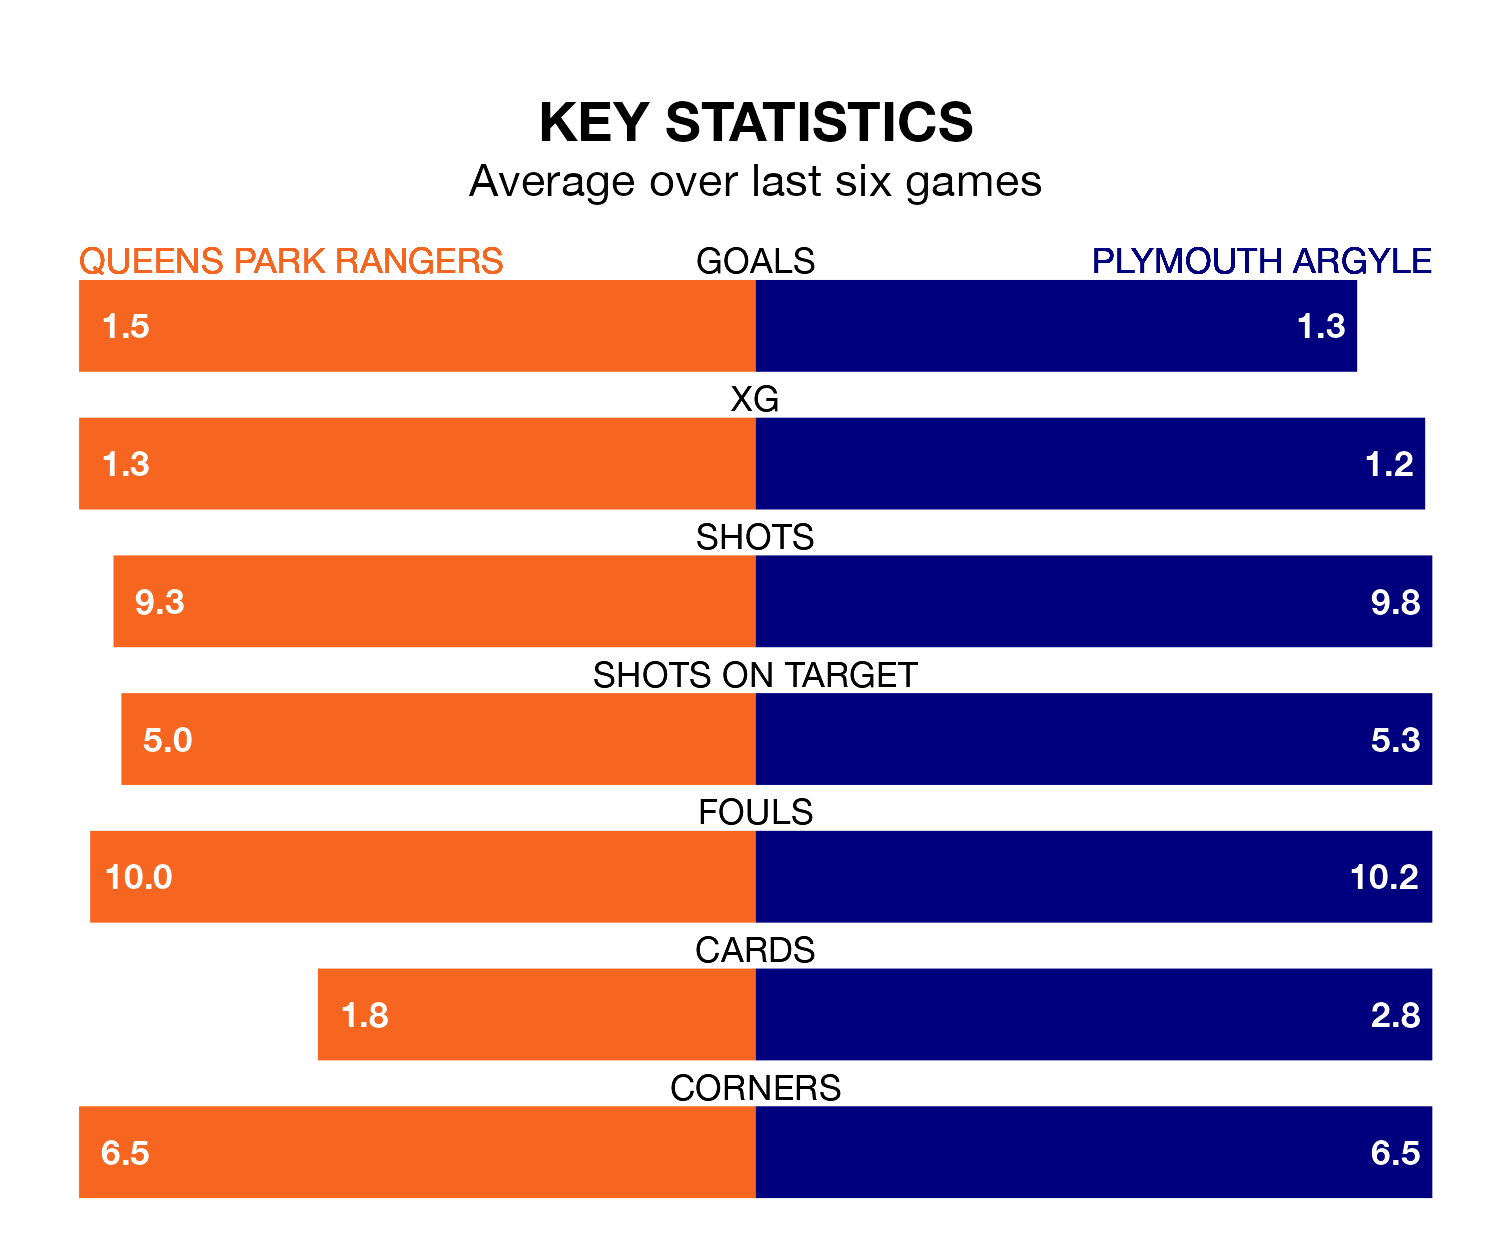 KEY STATISTICS
Average over last six games
QUEENS PARK RANGERS GOALS PLYMOUTH ARGYLE
1.5 1.3
XG
1.3 1.2
SHOTS
9.3 9.8
SHOTS ON TARGET
5.0 5.3
FOULS
10.0 10.2
CARDS
1.8 2.8
CORNERS
6.5 6.5